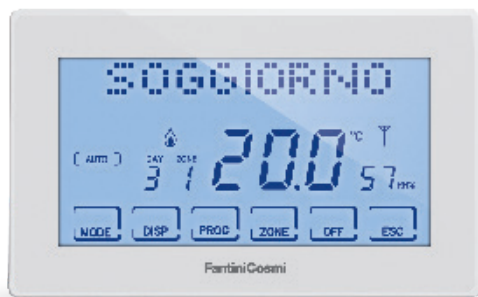 SOGGIORNO
°C
[ AUTO ] DAY ZONE
3 1 20.0 57
MODE DISP PROG ZONE OFF ESC
FantiniCosmi